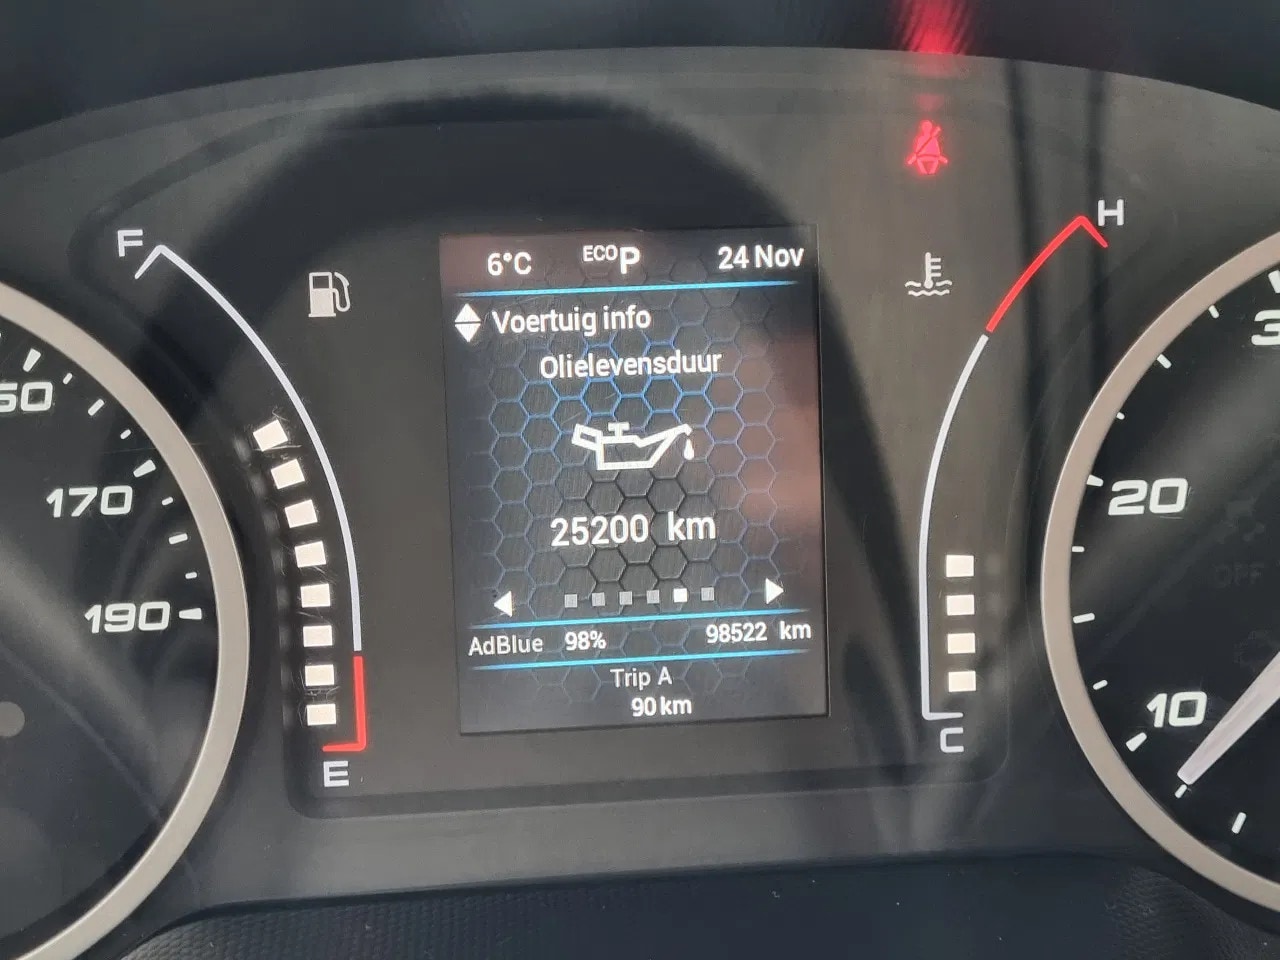 F
H
6°C ECO P 24 Nov
Voertuig info
Olielevensduur
25200 km
AdBlue 98% 98522 km
Trip A
90 km
E
C
170
190
20
10
OFF